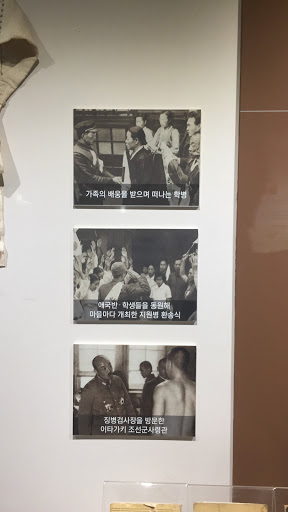 가족의 배웅을 받으며 떠나는 학병
애국반·학생들을 동원해
마을마다 개최한 지원병 환송식
징병검사장을 방문한
이타가키 조선군사령관